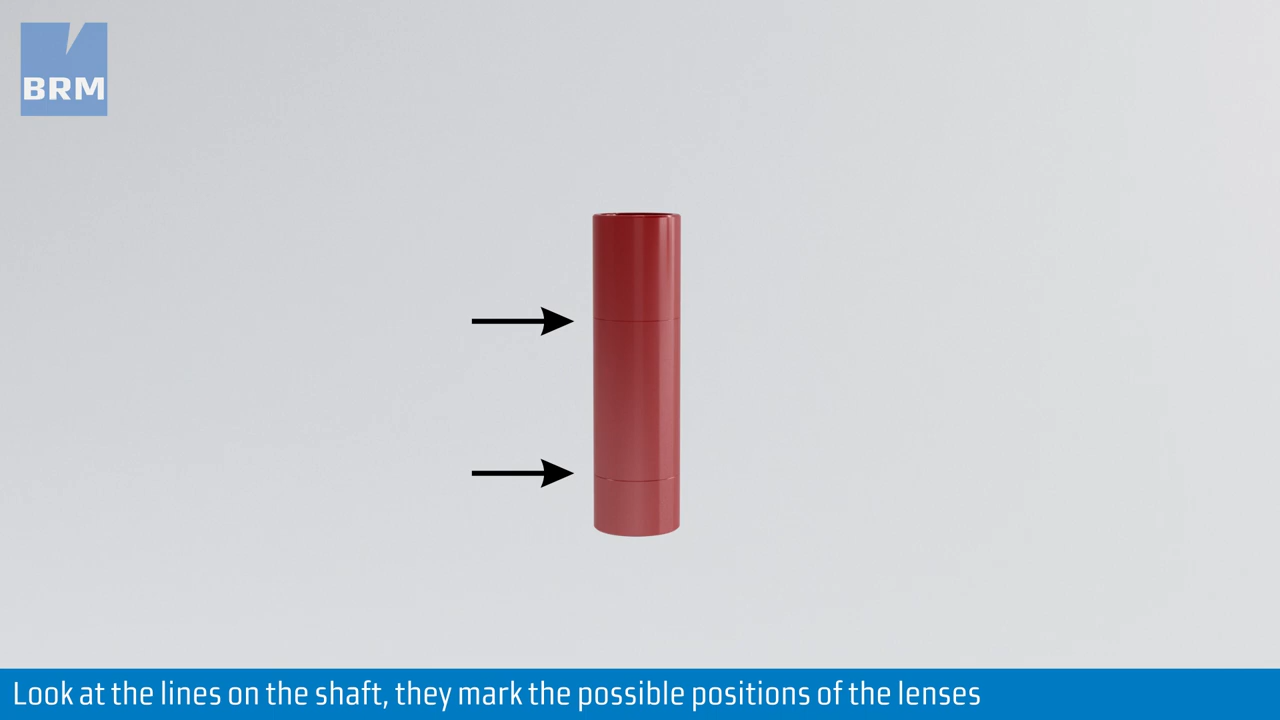 BRM
Look at the lines on the shaft, they mark the possible positions of the lenses